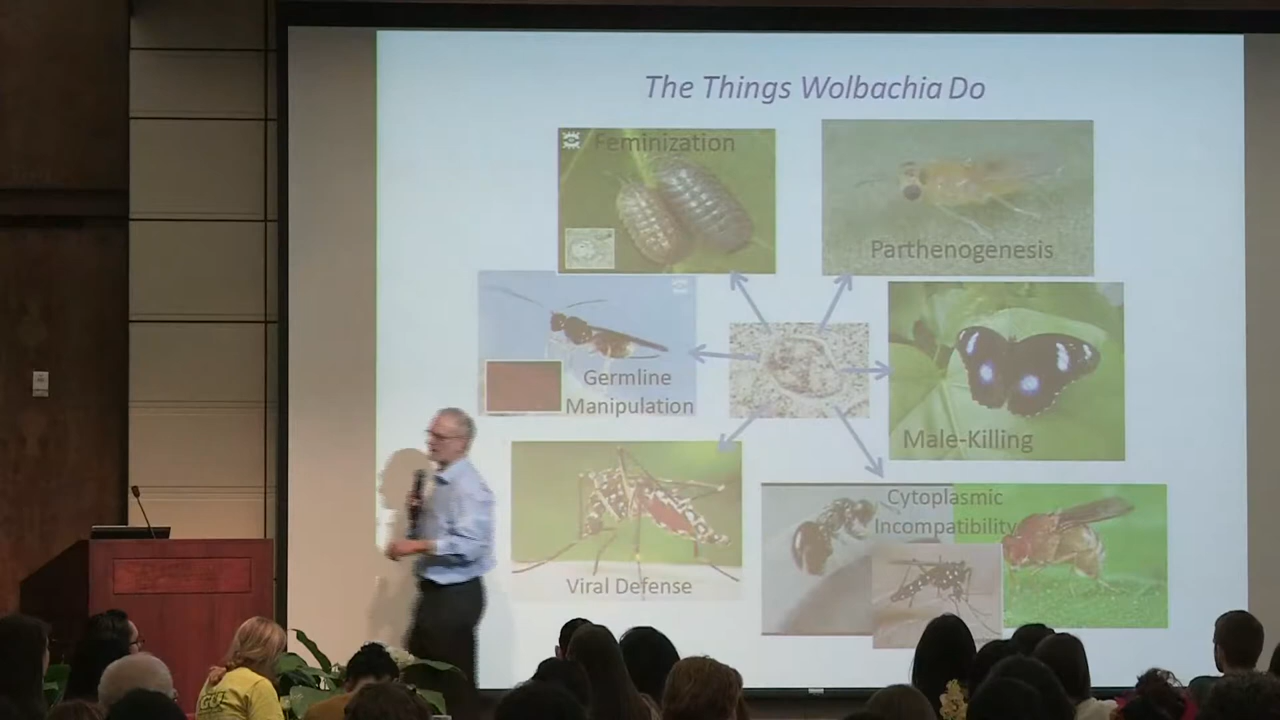 The Things Wolbachia Do
Feminization
Parthenogenesis
Germline
Manipulation
Male-Killing
Cytoplasmic
Incompatibility
Viral Defense